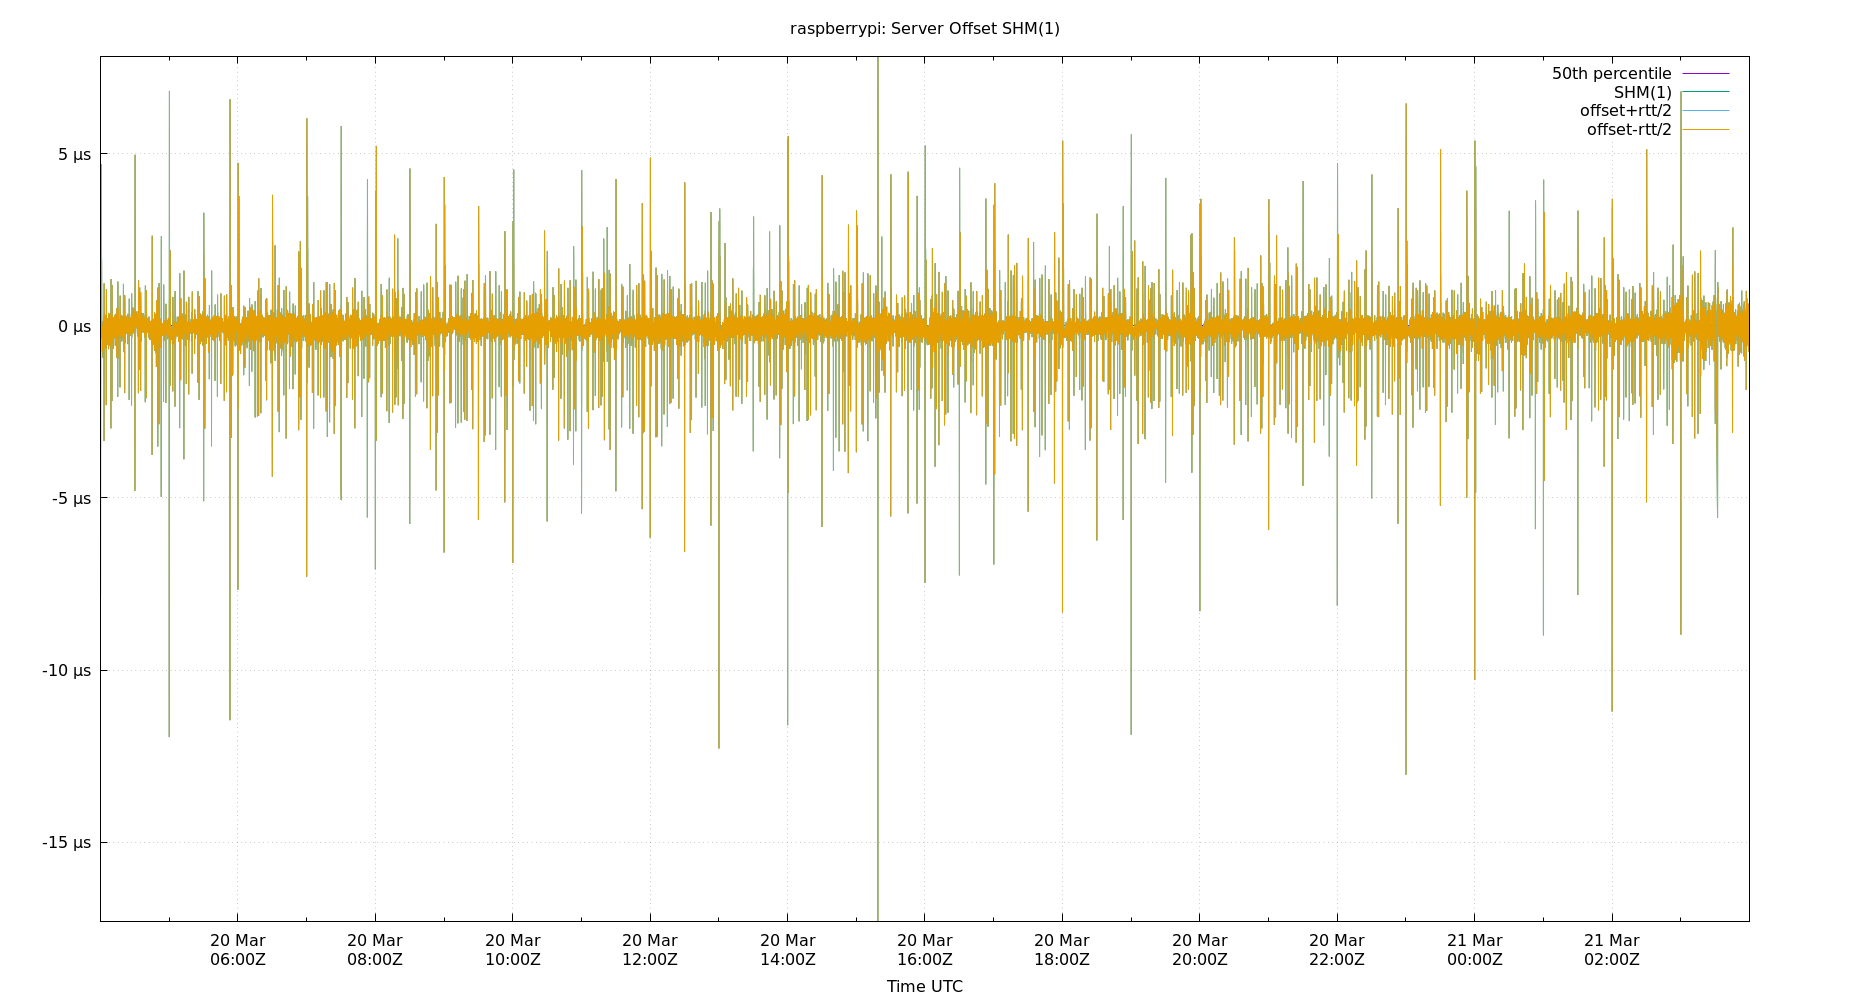 raspberrypi: Server Offset SHM(1)
50th percentile
SHM(1)
offset+rtt/2
offset-rtt/2
5 µs
0 µs
-5 µs
-10 µs
-15 µs
20 Mar 20 Mar 20 Mar 20 Mar 20 Mar 20 Mar 20 Mar 20 Mar 20 Mar 21 Mar 21 Mar
06:00Z 08:00Z 10:00Z 12:00Z 14:00Z 16:00Z 18:00Z 20:00Z 22:00Z 00:00Z 02:00Z
Time UTC